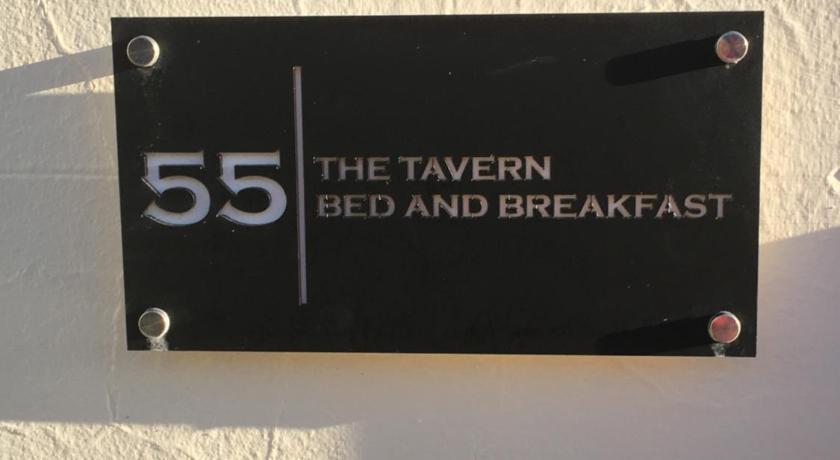 55
THE TAVERN
BED AND BREAKFAST